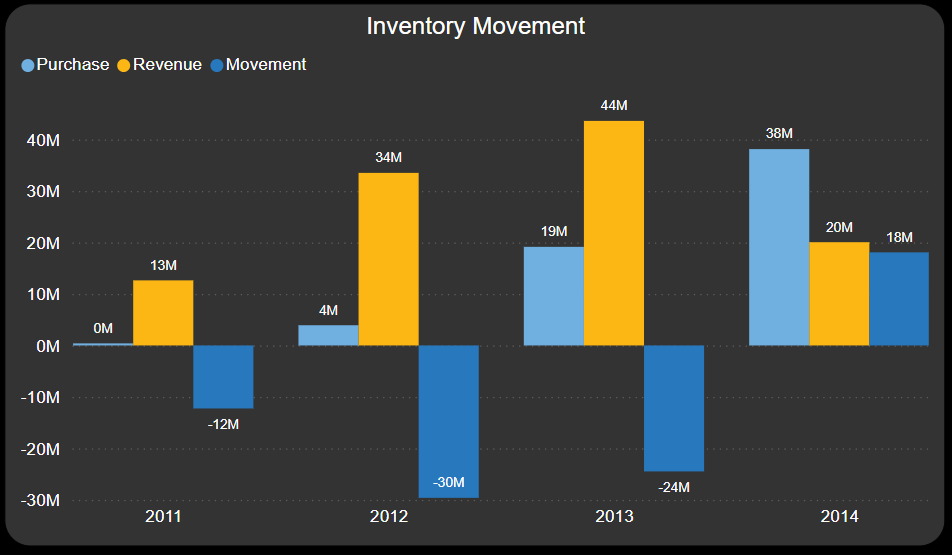 Inventory Movement
Purchase Revenue Movement
44M
40M
38M
34M
30M
20M
19M
20M
18M
13M
10M
4M
0M
0M
-10M
-12M
-20M
-30M
-24M
-30M
2011 2012 2013 2014